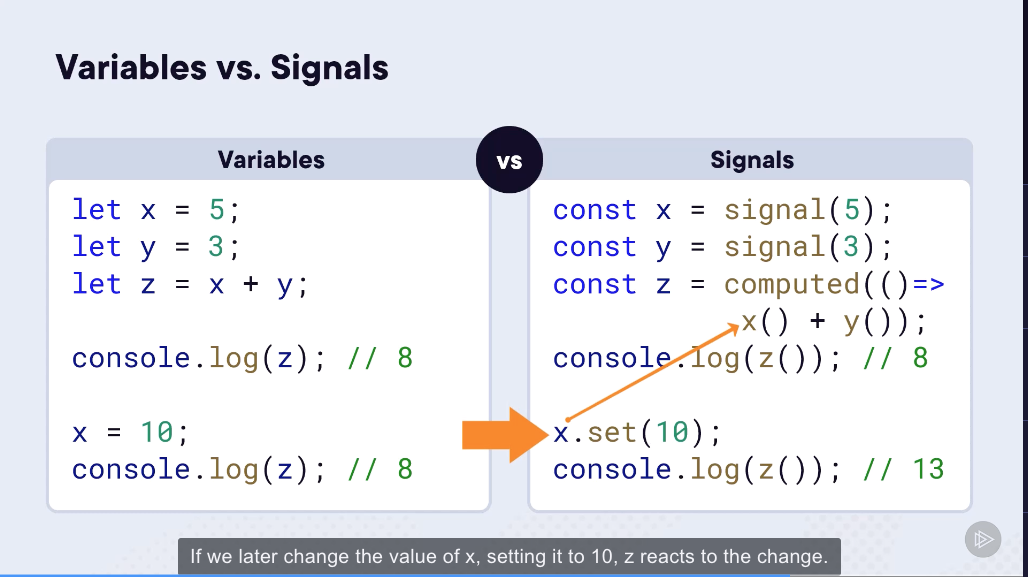 Variables vs. Signals
Variables
vs
Signals
let x = 5;
let y = 3;
let z = x + y;
console.log(z); // 8
x = 10;
console.log(z); // 8
const x = signal(5);
const y = signal(3);
const z = computed(()=>
x() + y());
console.log(z()); // 8
x.set(10);
console.log(z()); // 13
If we later change the value of x, setting it to 10, z reacts to the change.